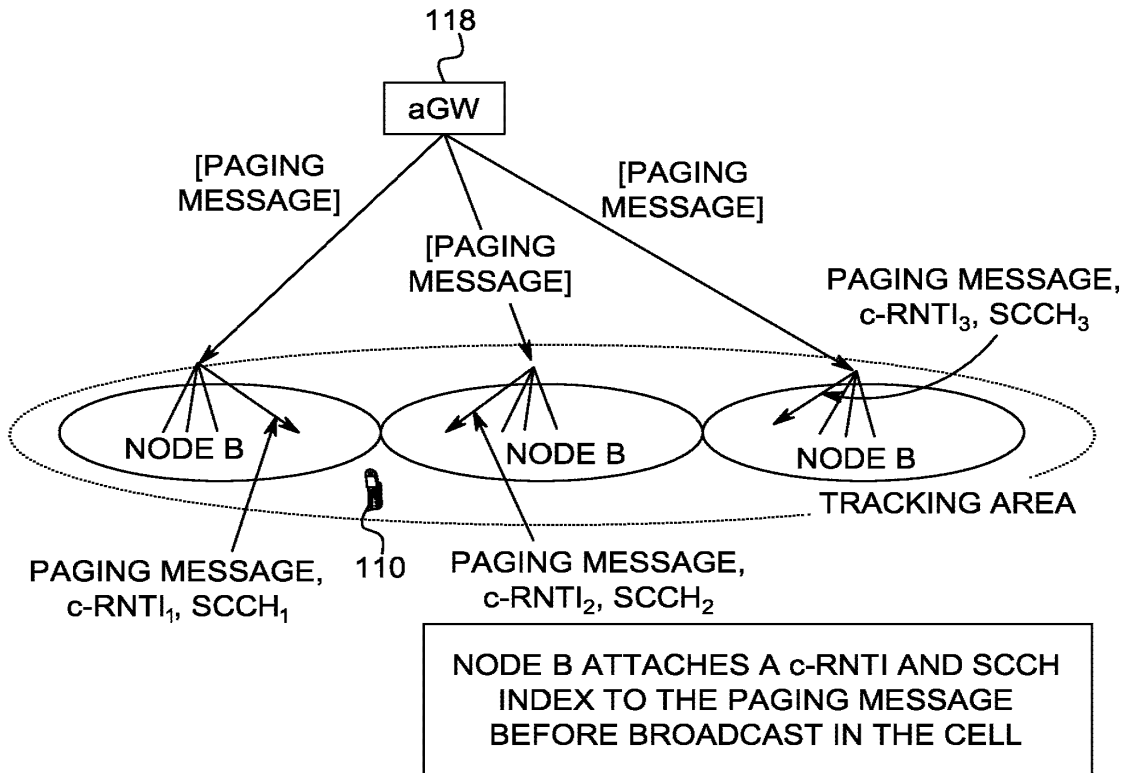 118
aGW
[PAGING
MESSAGE]
[PAGING
MESSAGE]
[PAGING
MESSAGE]
PAGING MESSAGE,
c-RNTI₃, SCCH₃
NODE B
NODE B
NODE B
TRACKING AREA
110
PAGING MESSAGE,
c-RNTI₁, SCCH₁
PAGING MESSAGE,
c-RNTI₂, SCCH₂
NODE B ATTACHES A c-RNTI AND SCCH
INDEX TO THE PAGING MESSAGE
BEFORE BROADCAST IN THE CELL